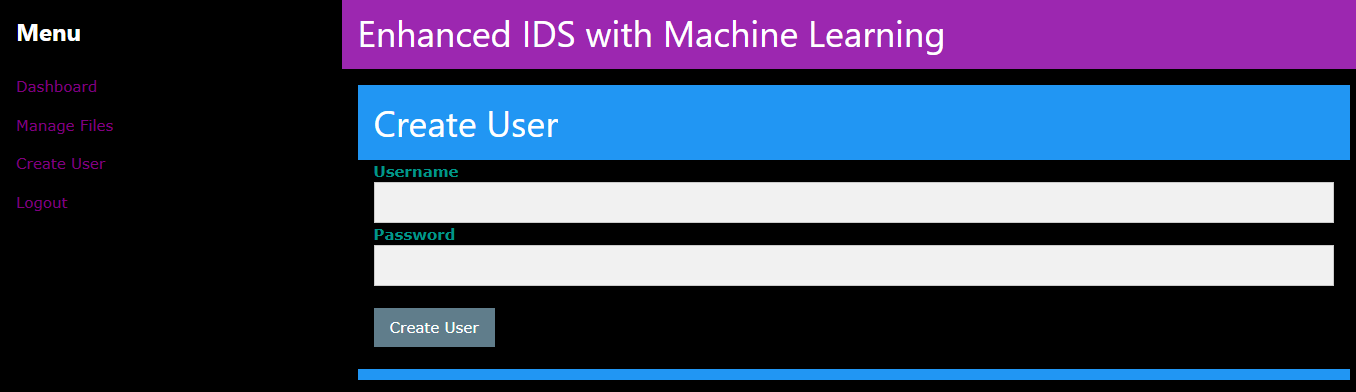 Menu
Dashboard
Manage Files
Create User
Logout
Enhanced IDS with Machine Learning
Create User
Username
Password
Create User